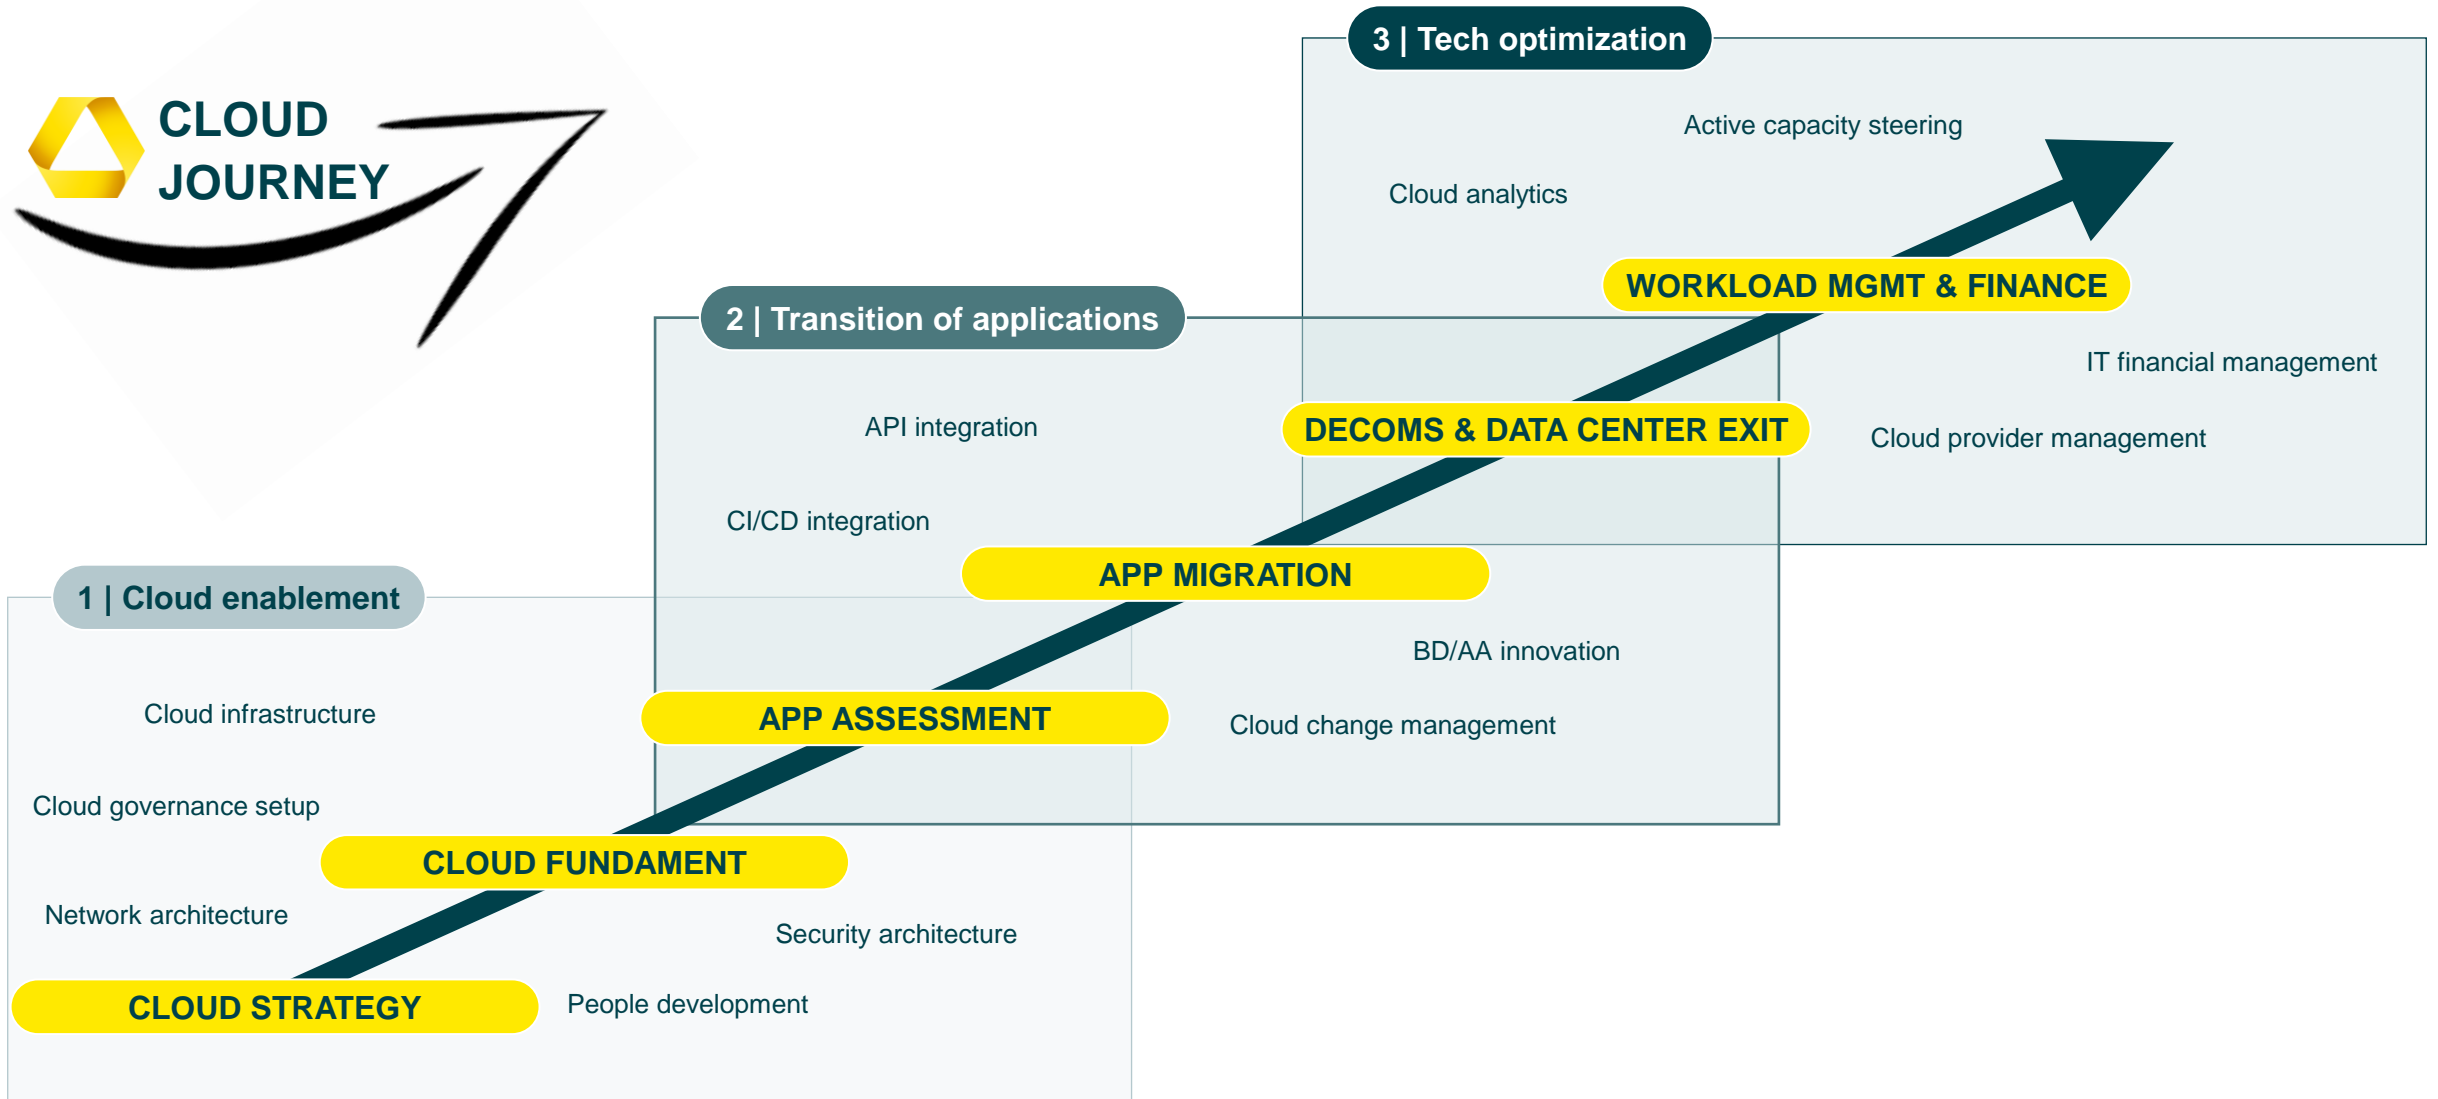 CLOUD
JOURNEY
3 | Tech optimization
Active capacity steering
Cloud analytics
WORKLOAD MGMT & FINANCE
IT financial management
Cloud provider management
2 | Transition of applications
API integration
DECOMS & DATA CENTER EXIT
CI/CD integration
APP MIGRATION
BD/AA innovation
Cloud change management
1 | Cloud enablement
Cloud infrastructure
APP ASSESSMENT
Cloud governance setup
CLOUD FUNDAMENT
Network architecture
Security architecture
CLOUD STRATEGY
People development